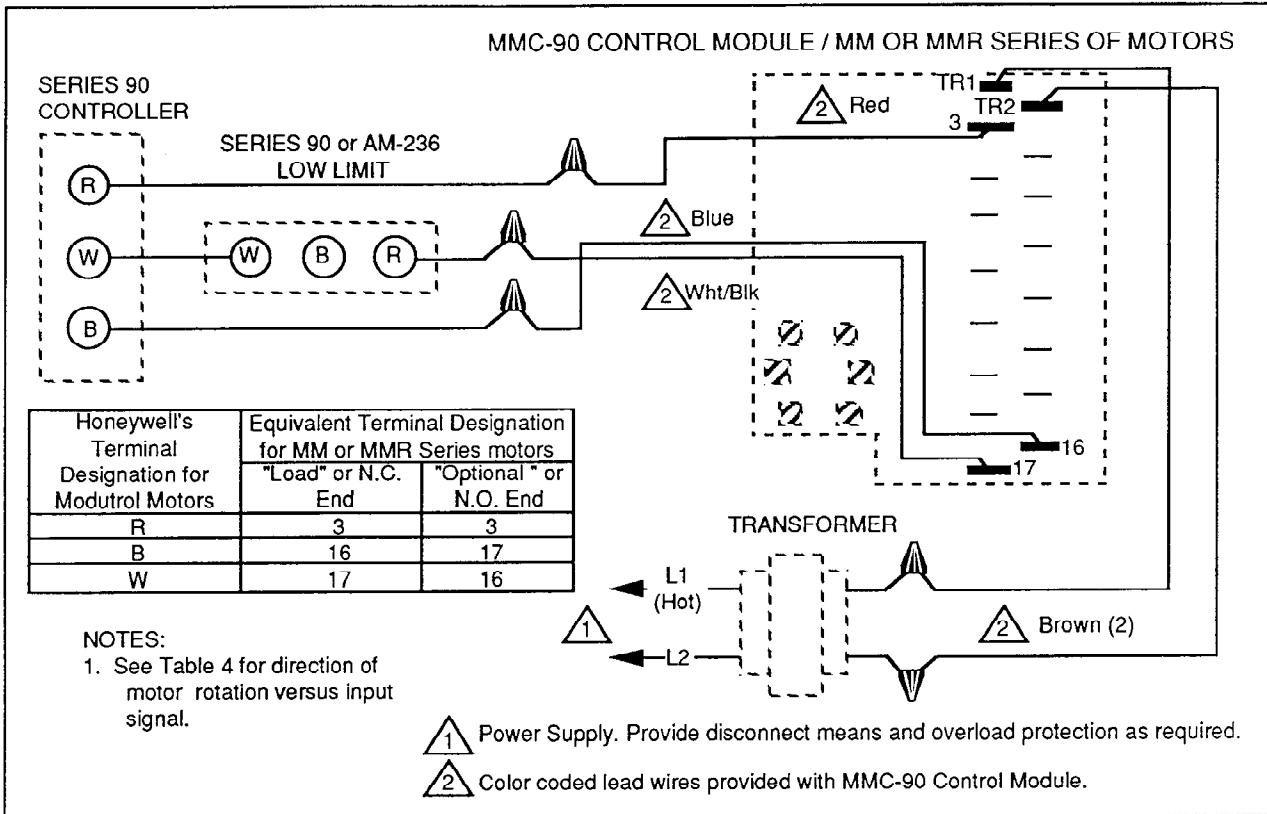 MMC-90 CONTROL MODULE / MM OR MMR SERIES OF MOTORS
SERIES 90
CONTROLLER
TR1
2 Red
TR2
3
SERIES 90 or AM-236
LOW LIMIT
R
2 Blue
W
W B R
2 Wht/Blk
B
Honeywell's
Terminal
Designation for
Modutrol Motors
Equivalent Terminal Designation
for MM or MMR Series motors
"Load" or N.C.
End
"Optional " or
N.O. End
R 3 3
B 16 17
W 17 16
16
17
TRANSFORMER
L1
(Hot)
1
2 Brown (2)
L2
NOTES:
1. See Table 4 for direction of
motor rotation versus input
signal.
1 Power Supply. Provide disconnect means and overload protection as required.
2 Color coded lead wires provided with MMC-90 Control Module.